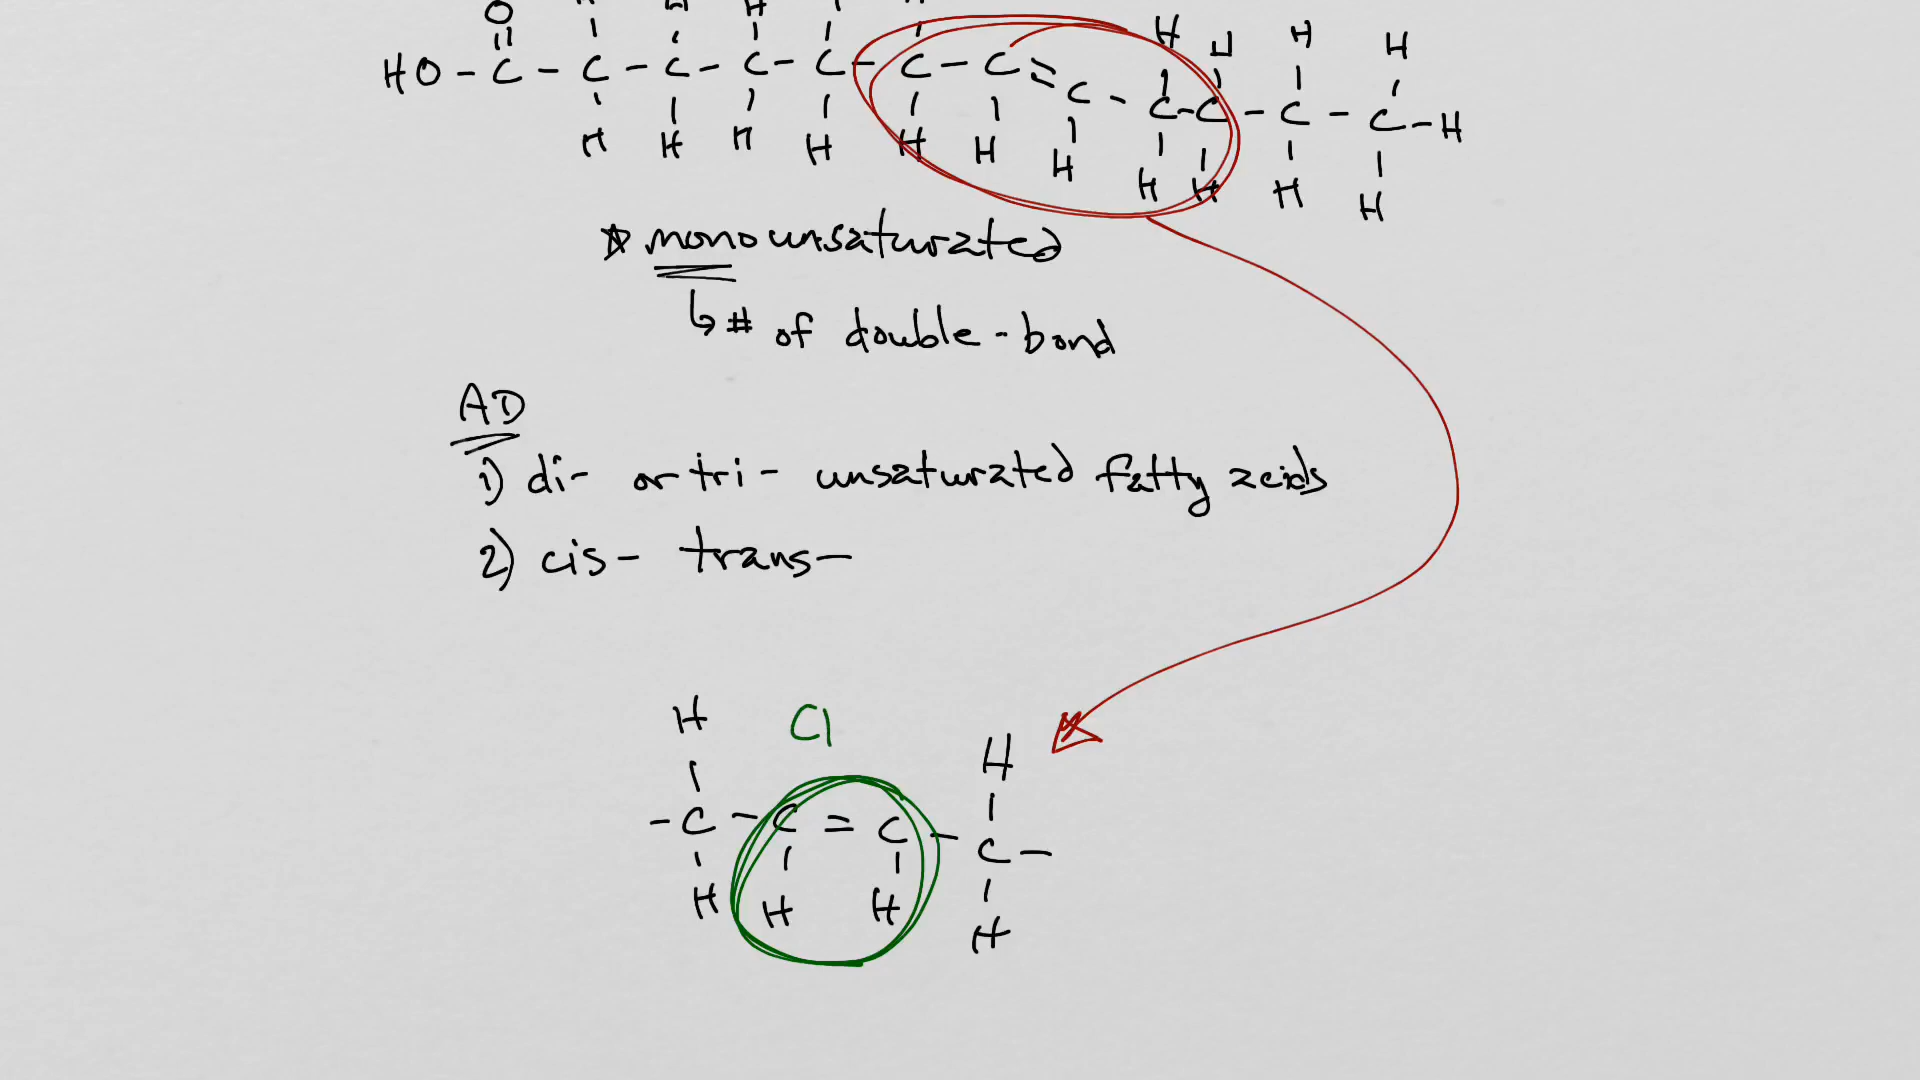 O H H H
HO - C - C - C - C - C - C - C = C - C - C - C - C - H
H H H H
H H H H H H H H H H H
☆ monounsaturated
↳ # of double-bond
AD
1) di- or tri- unsaturated fatty acids
2) cis- trans-
H Cl H
- C - C = C - C -
H H H H